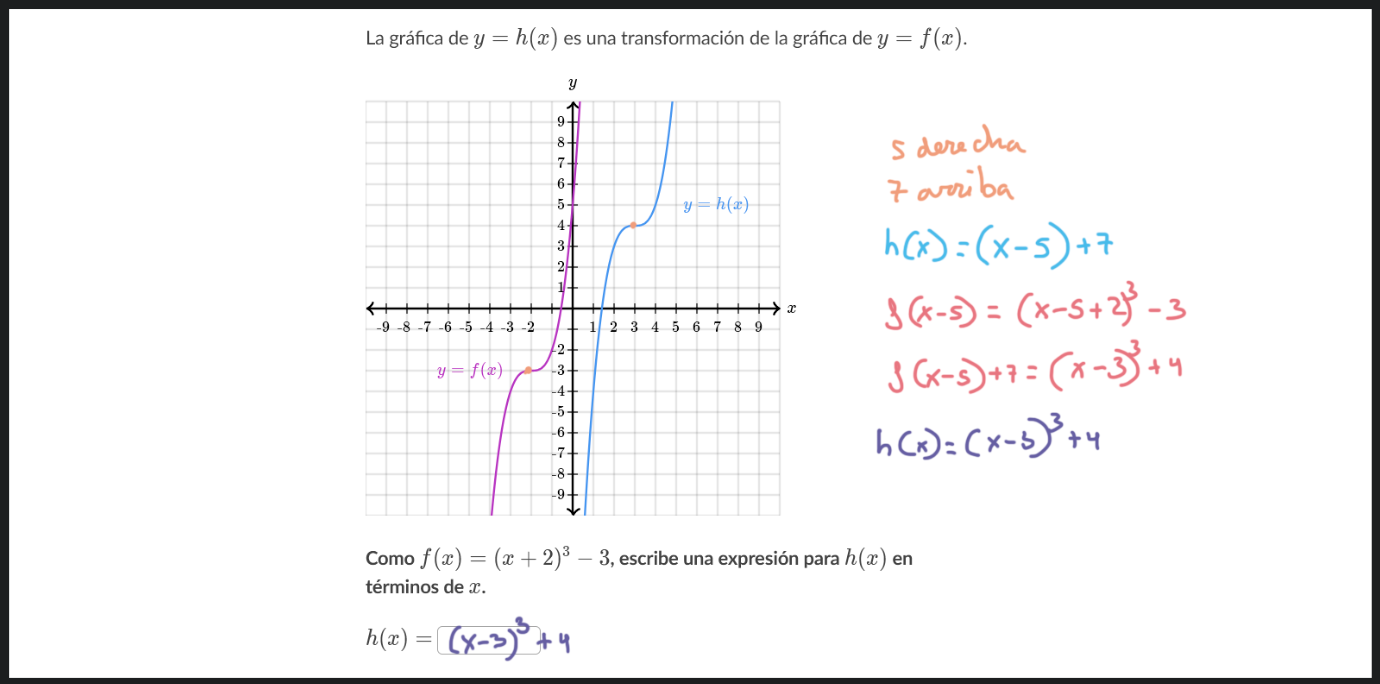 La gráfica de y = h(x) es una transformación de la gráfica de y = f(x).
y
9
8
7
6
5
4
3
2
1
x
-9 -8 -7 -6 -5 -4 -3 -2 1 2 3 4 5 6 7 8 9
-2
-3
-4
-5
-6
-7
-8
-9
y = h(x)
y = f(x)
5 derecha
7 arriba
h(x) = (x-5)+7
f(x-5) = (x-5+2)³ - 3
f(x-5)+7 = (x-3)³+4
h(x) = (x-3)³+4
Como f(x) = (x + 2)³ − 3, escribe una expresión para h(x) en
términos de x.
h(x) = (x-3)³+4